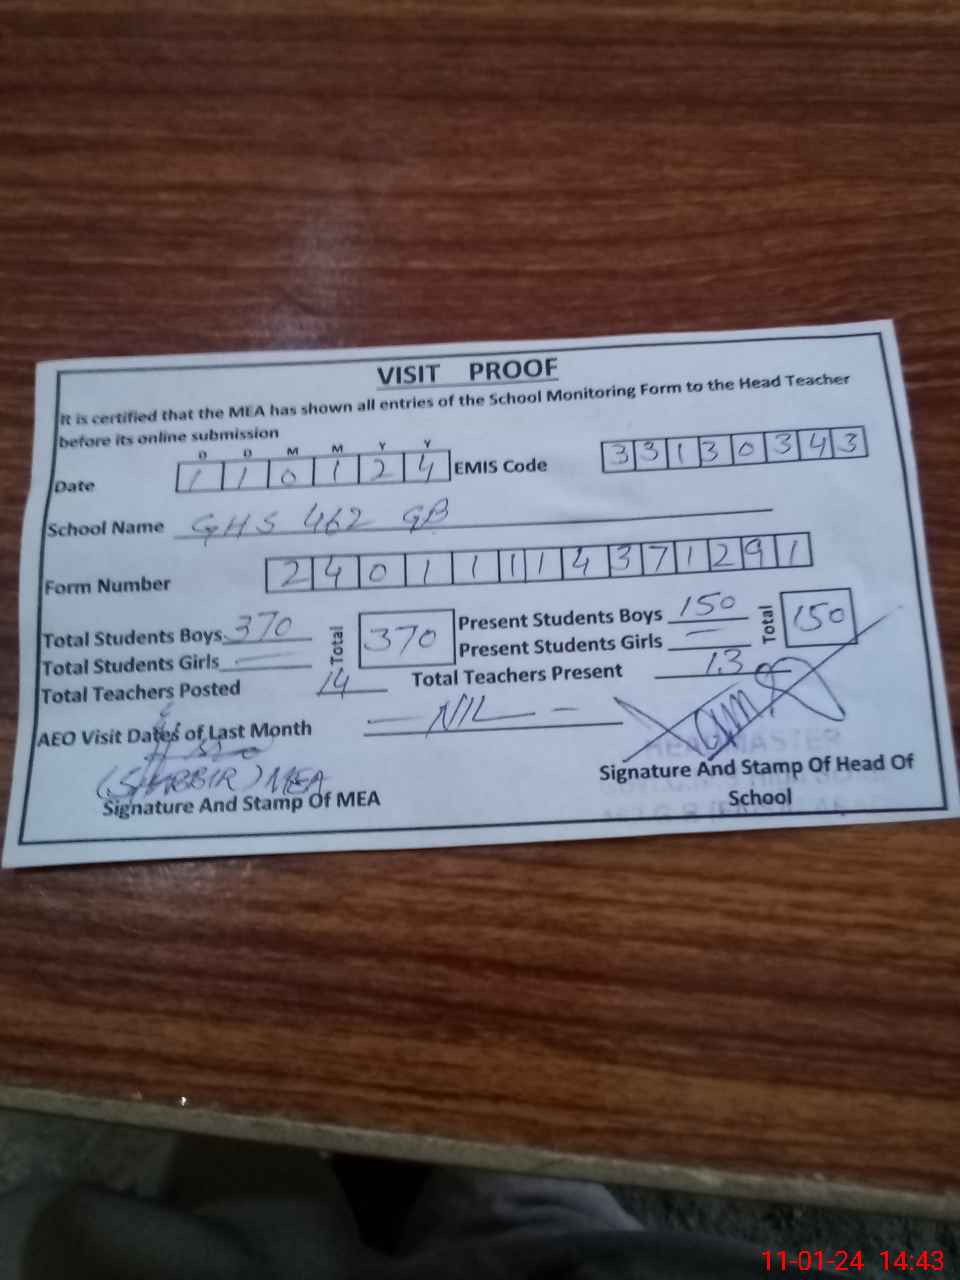 VISIT PROOF
It is certified that the MEA has shown all entries of the School Monitoring Form to the Head Teacher
before its online submission
D D M M Y Y
Date 1 1 0 1 2 4 EMIS Code 3 3 1 3 0 3 4 3
School Name GHS 462 GB
Form Number 2 4 0 1 1 1 1 4 3 7 1 2 9 1
Total Students Boys 370 Total 370 Present Students Boys 150 Total 150
Total Students Girls — Present Students Girls —
Total Teachers Posted 14 Total Teachers Present 13
AEO Visit Dates of Last Month — NIL —
(SHABBIR) MEA
HEADMASTER
Signature And Stamp Of MEA
Signature And Stamp Of Head Of
School
11-01-24 14:43